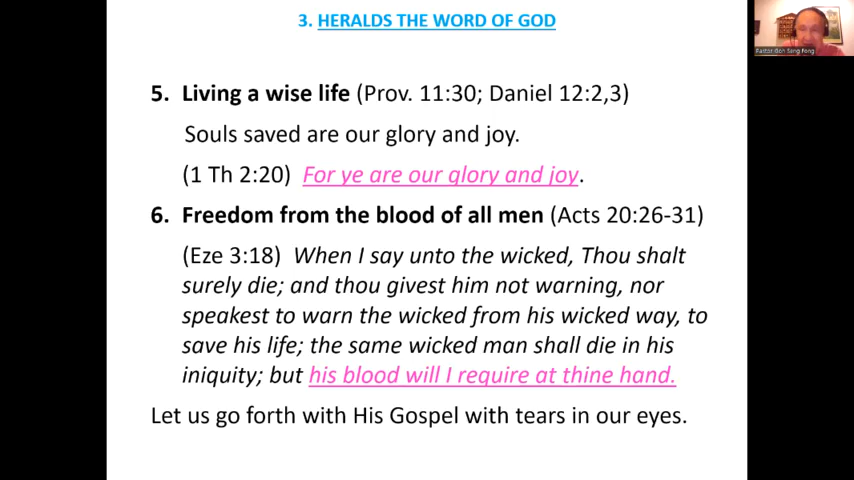 3. HERALDS THE WORD OF GOD
5. Living a wise life (Prov. 11:30; Daniel 12:2,3)
Souls saved are our glory and joy.
(1 Th 2:20) For ye are our glory and joy.
6. Freedom from the blood of all men (Acts 20:26-31)
(Eze 3:18) When I say unto the wicked, Thou shalt
surely die; and thou givest him not warning, nor
speakest to warn the wicked from his wicked way, to
save his life; the same wicked man shall die in his
iniquity; but his blood will I require at thine hand.
Let us go forth with His Gospel with tears in our eyes.